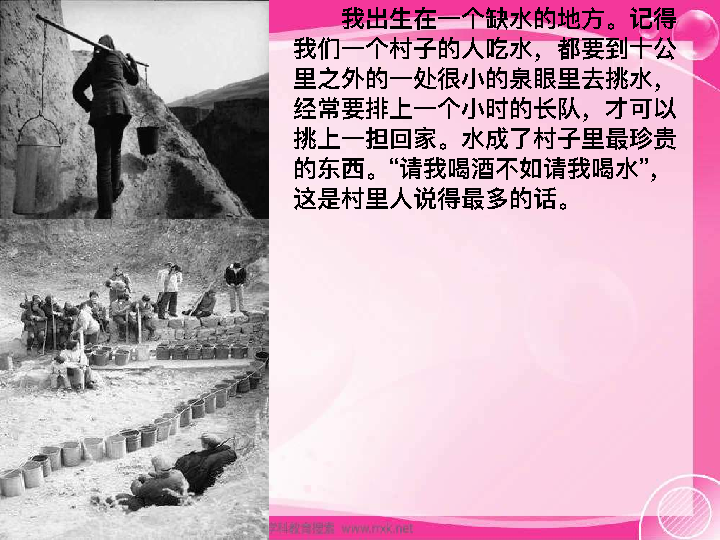 我出生在一个缺水的地方。记得
我们一个村子的人吃水，都要到十公
里之外的一处很小的泉眼里去挑水，
经常要排上一个小时的长队，才可以
挑上一担回家。水成了村子里最珍贵
的东西。“请我喝酒不如请我喝水”，
这是村里人说得最多的话。
学科教育搜索 www.nxk.net